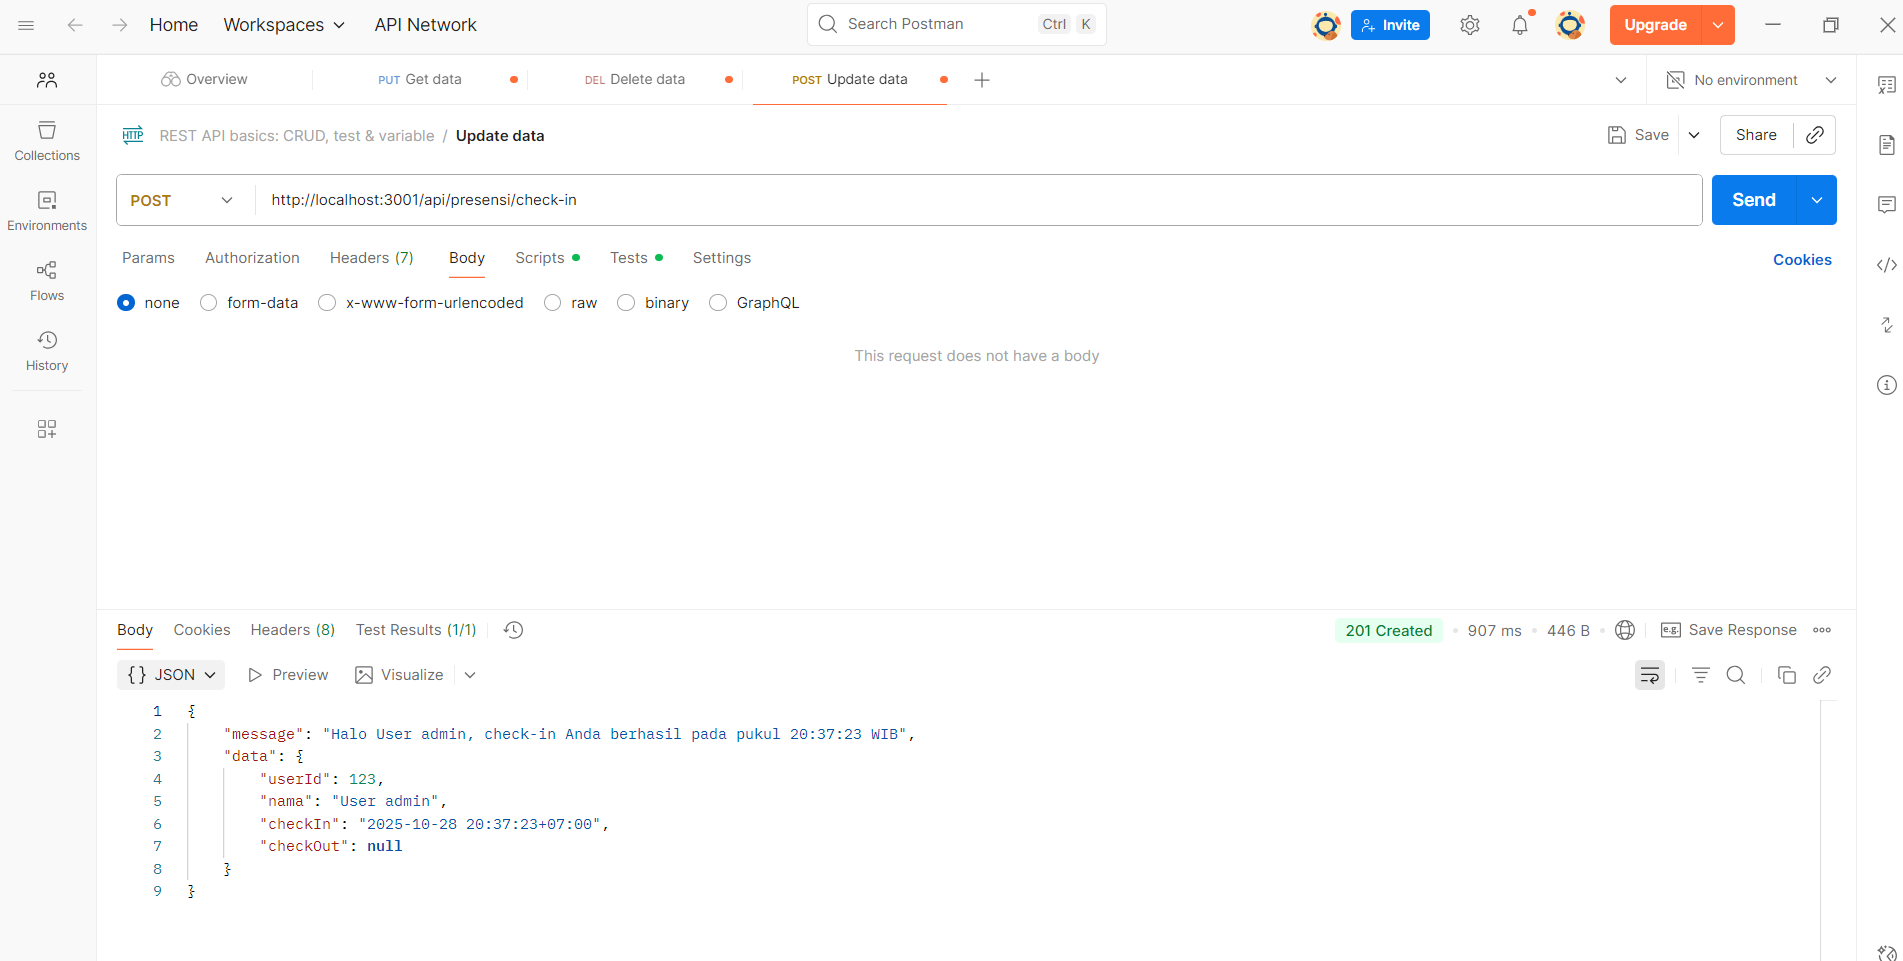 Home Workspaces API Network Search Postman Ctrl K Invite Upgrade
Overview PUT Get data DEL Delete data POST Update data No environment
HTTP REST API basics: CRUD, test & variable / Update data Save Share
Collections
Environments
Flows
History
POST http://localhost:3001/api/presensi/check-in Send
Params Authorization Headers (7) Body Scripts Tests Settings Cookies
none form-data x-www-form-urlencoded raw binary GraphQL
This request does not have a body
Body Cookies Headers (8) Test Results (1/1) 201 Created 907 ms 446 B e.g. Save Response
{} JSON Preview Visualize
1 {
2 "message": "Halo User admin, check-in Anda berhasil pada pukul 20:37:23 WIB",
3 "data": {
4 "userId": 123,
5 "nama": "User admin",
6 "checkIn": "2025-10-28 20:37:23+07:00",
7 "checkOut": null
8 }
9 }